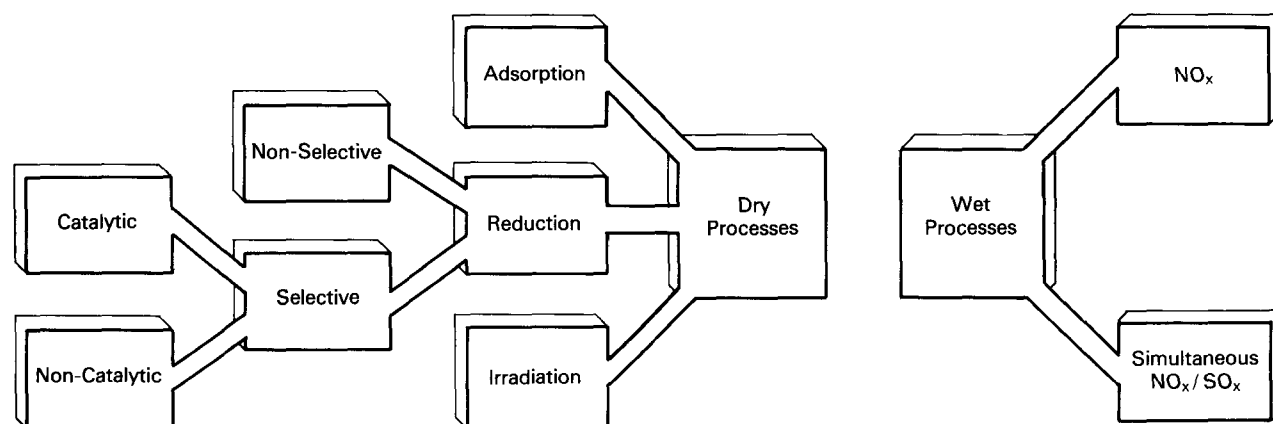 Adsorption
NOₓ
Non-Selective
Catalytic
Reduction
Dry
Processes
Wet
Processes
Selective
Non-Catalytic
Irradiation
Simultaneous
NOₓ/SOₓ